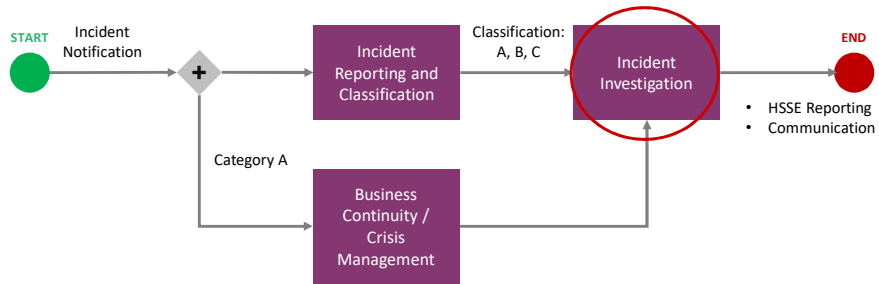 START
Incident
Notification
+
Incident
Reporting and
Classification
Classification:
A, B, C
Incident
Investigation
END
• HSSE Reporting
• Communication
Category A
Business
Continuity /
Crisis
Management